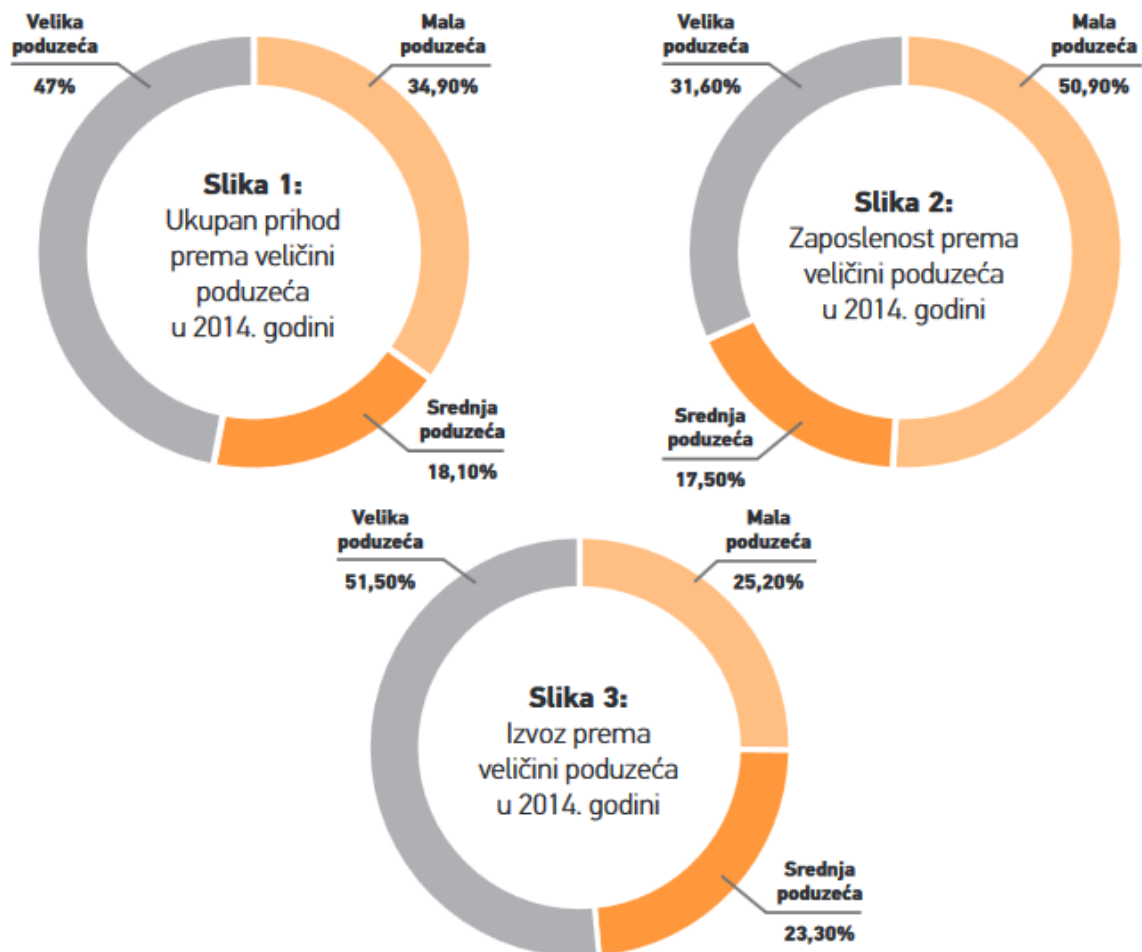 Velika
poduzeća
47%
Mala
poduzeća
34,90%
Slika 1:
Ukupan prihod
prema veličini
poduzeća
u 2014. godini
Srednja
poduzeća
18,10%
Velika
poduzeća
31,60%
Mala
poduzeća
50,90%
Slika 2:
Zaposlenost prema
veličini poduzeća
u 2014. godini
Srednja
poduzeća
17,50%
Velika
poduzeća
51,50%
Mala
poduzeća
25,20%
Slika 3:
Izvoz prema
veličini poduzeća
u 2014. godini
Srednja
poduzeća
23,30%